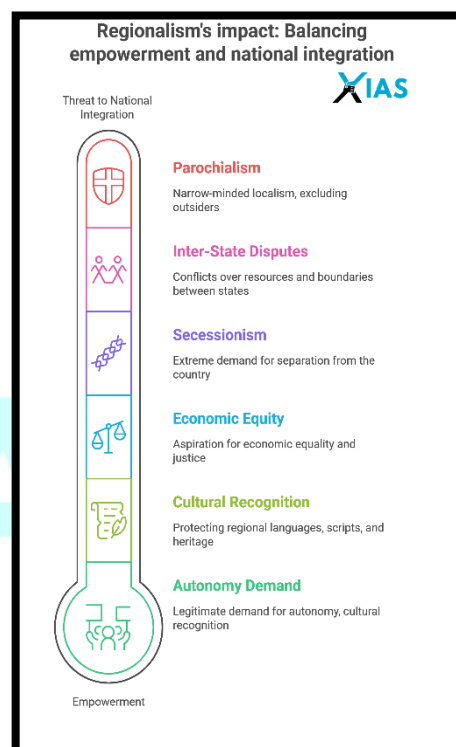 Regionalism's impact: Balancing
empowerment and national integration
XIAS
Threat to National
Integration
Parochialism
Narrow-minded localism, excluding
outsiders
Inter-State Disputes
Conflicts over resources and boundaries
between states
Secessionism
Extreme demand for separation from the
country
Economic Equity
Aspiration for economic equality and
justice
Cultural Recognition
Protecting regional languages, scripts, and
heritage
Autonomy Demand
Legitimate demand for autonomy, cultural
recognition
Empowerment